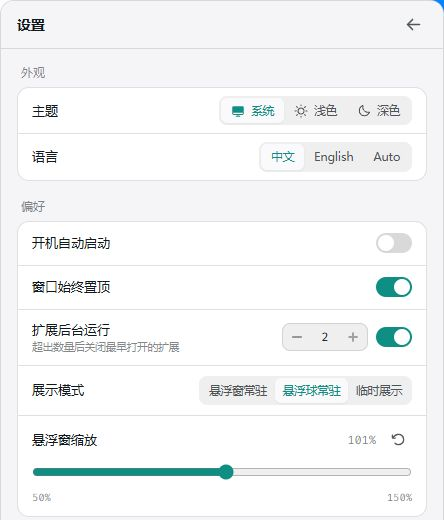 设置
外观
主题
系统 浅色 深色
语言
中文 English Auto
偏好
开机自动启动
窗口始终置顶
扩展后台运行
超出数量后关闭最早打开的扩展
2
展示模式
悬浮窗常驻 悬浮球常驻 临时展示
悬浮窗缩放
101%
50% 150%